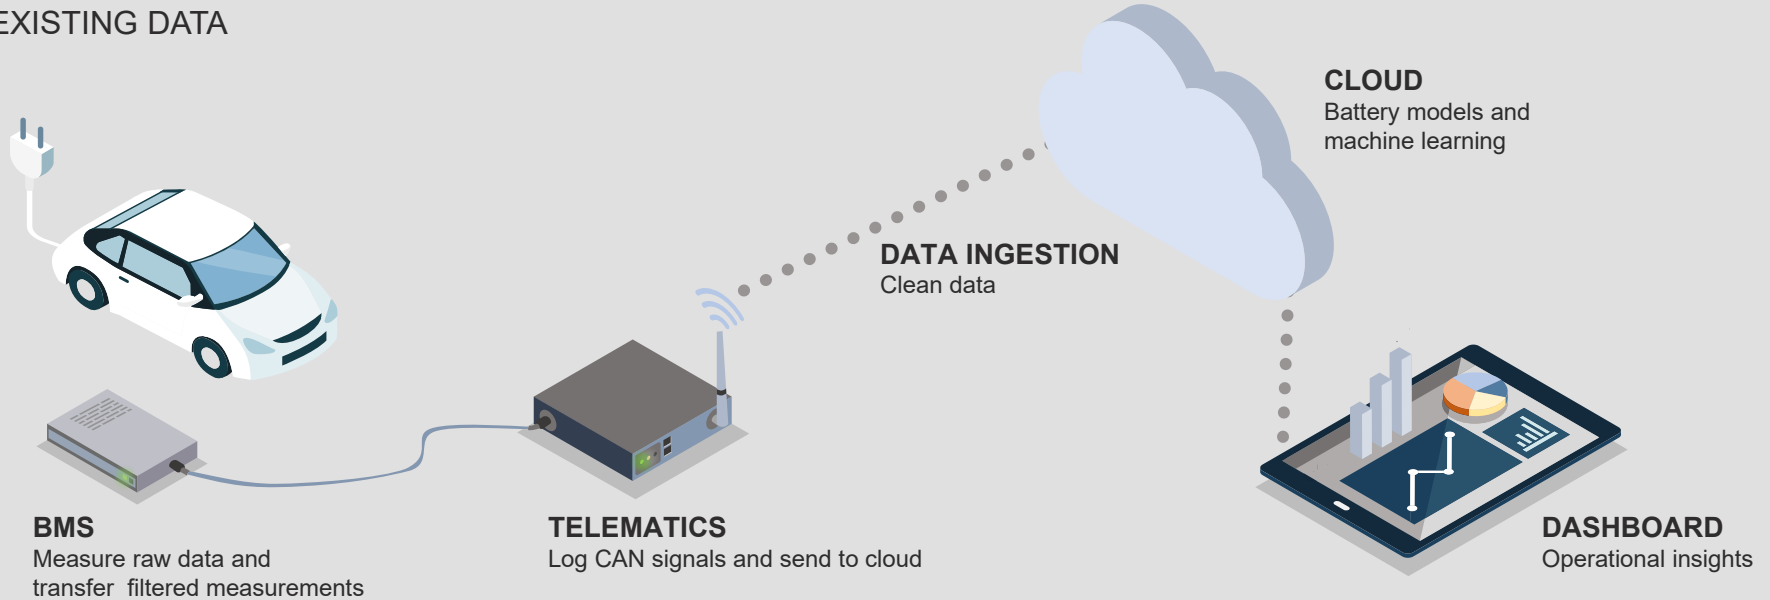 EXISTING DATA
CLOUD
Battery models and
machine learning
DATA INGESTION
Clean data
BMS
Measure raw data and
transfer  filtered measurements
TELEMATICS
Log CAN signals and send to cloud
DASHBOARD
Operational insights